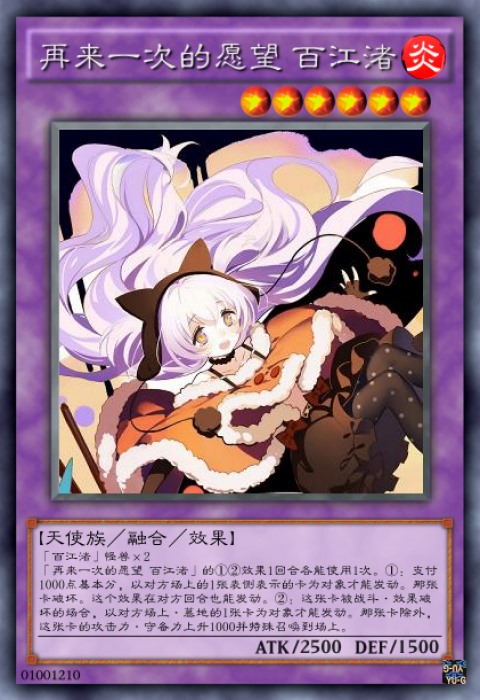 再来一次的愿望 百江渚
炎
【天使族／融合／效果】
「百江渚」怪兽×2
「再来一次的愿望 百江渚」的①②效果1回合各能使用1次。①：支付
1000点基本分，以对方场上的1张表侧表示的卡为对象才能发动。那张
卡破坏。这个效果在对方回合也能发动。②：这张卡被战斗·效果破
坏的场合，以对方场上·墓地的1张卡为对象才能发动。那张卡除外，
这张卡的攻击力·守备力上升1000并特殊召唤到场上。
ATK/2500 DEF/1500
01001210